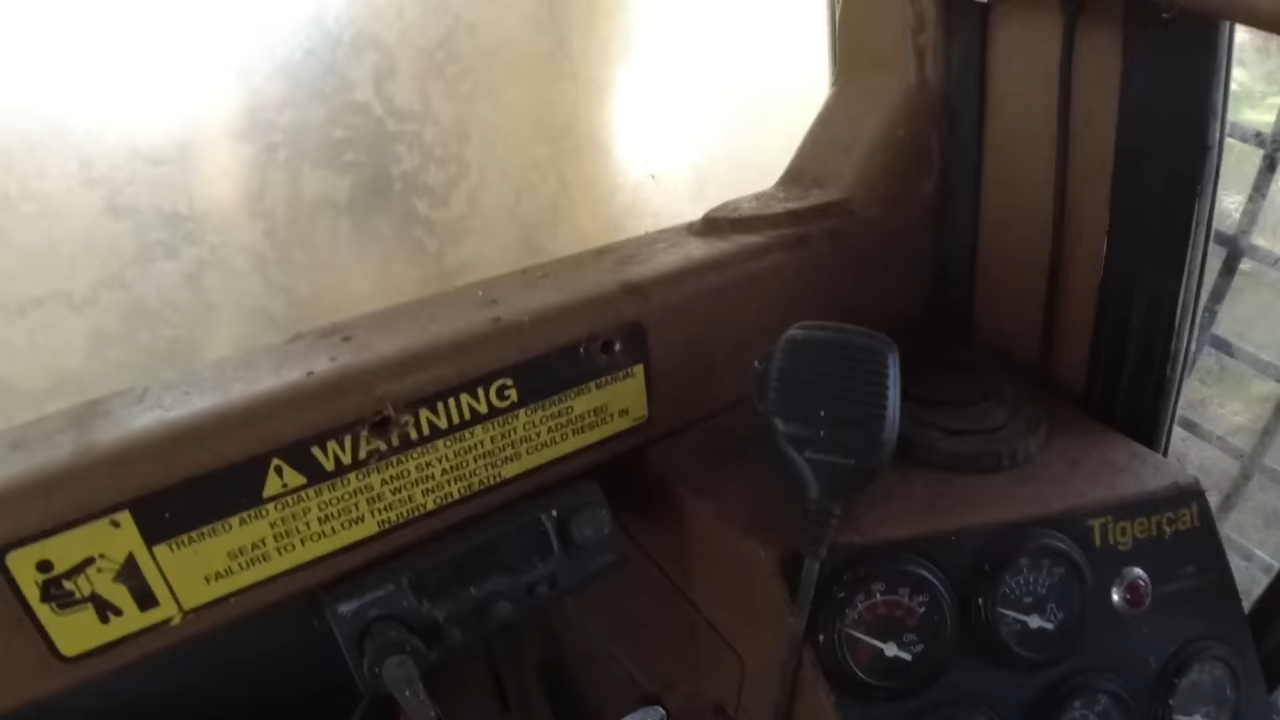 WARNING
TRAINED AND QUALIFIED OPERATORS ONLY. STUDY OPERATORS MANUAL
KEEP DOORS AND SKYLIGHT EXIT CLOSED
SEAT BELT MUST BE WORN AND PROPERLY ADJUSTED
FAILURE TO FOLLOW THESE INSTRUCTIONS COULD RESULT IN
INJURY OR DEATH.
Tigercat
OIL